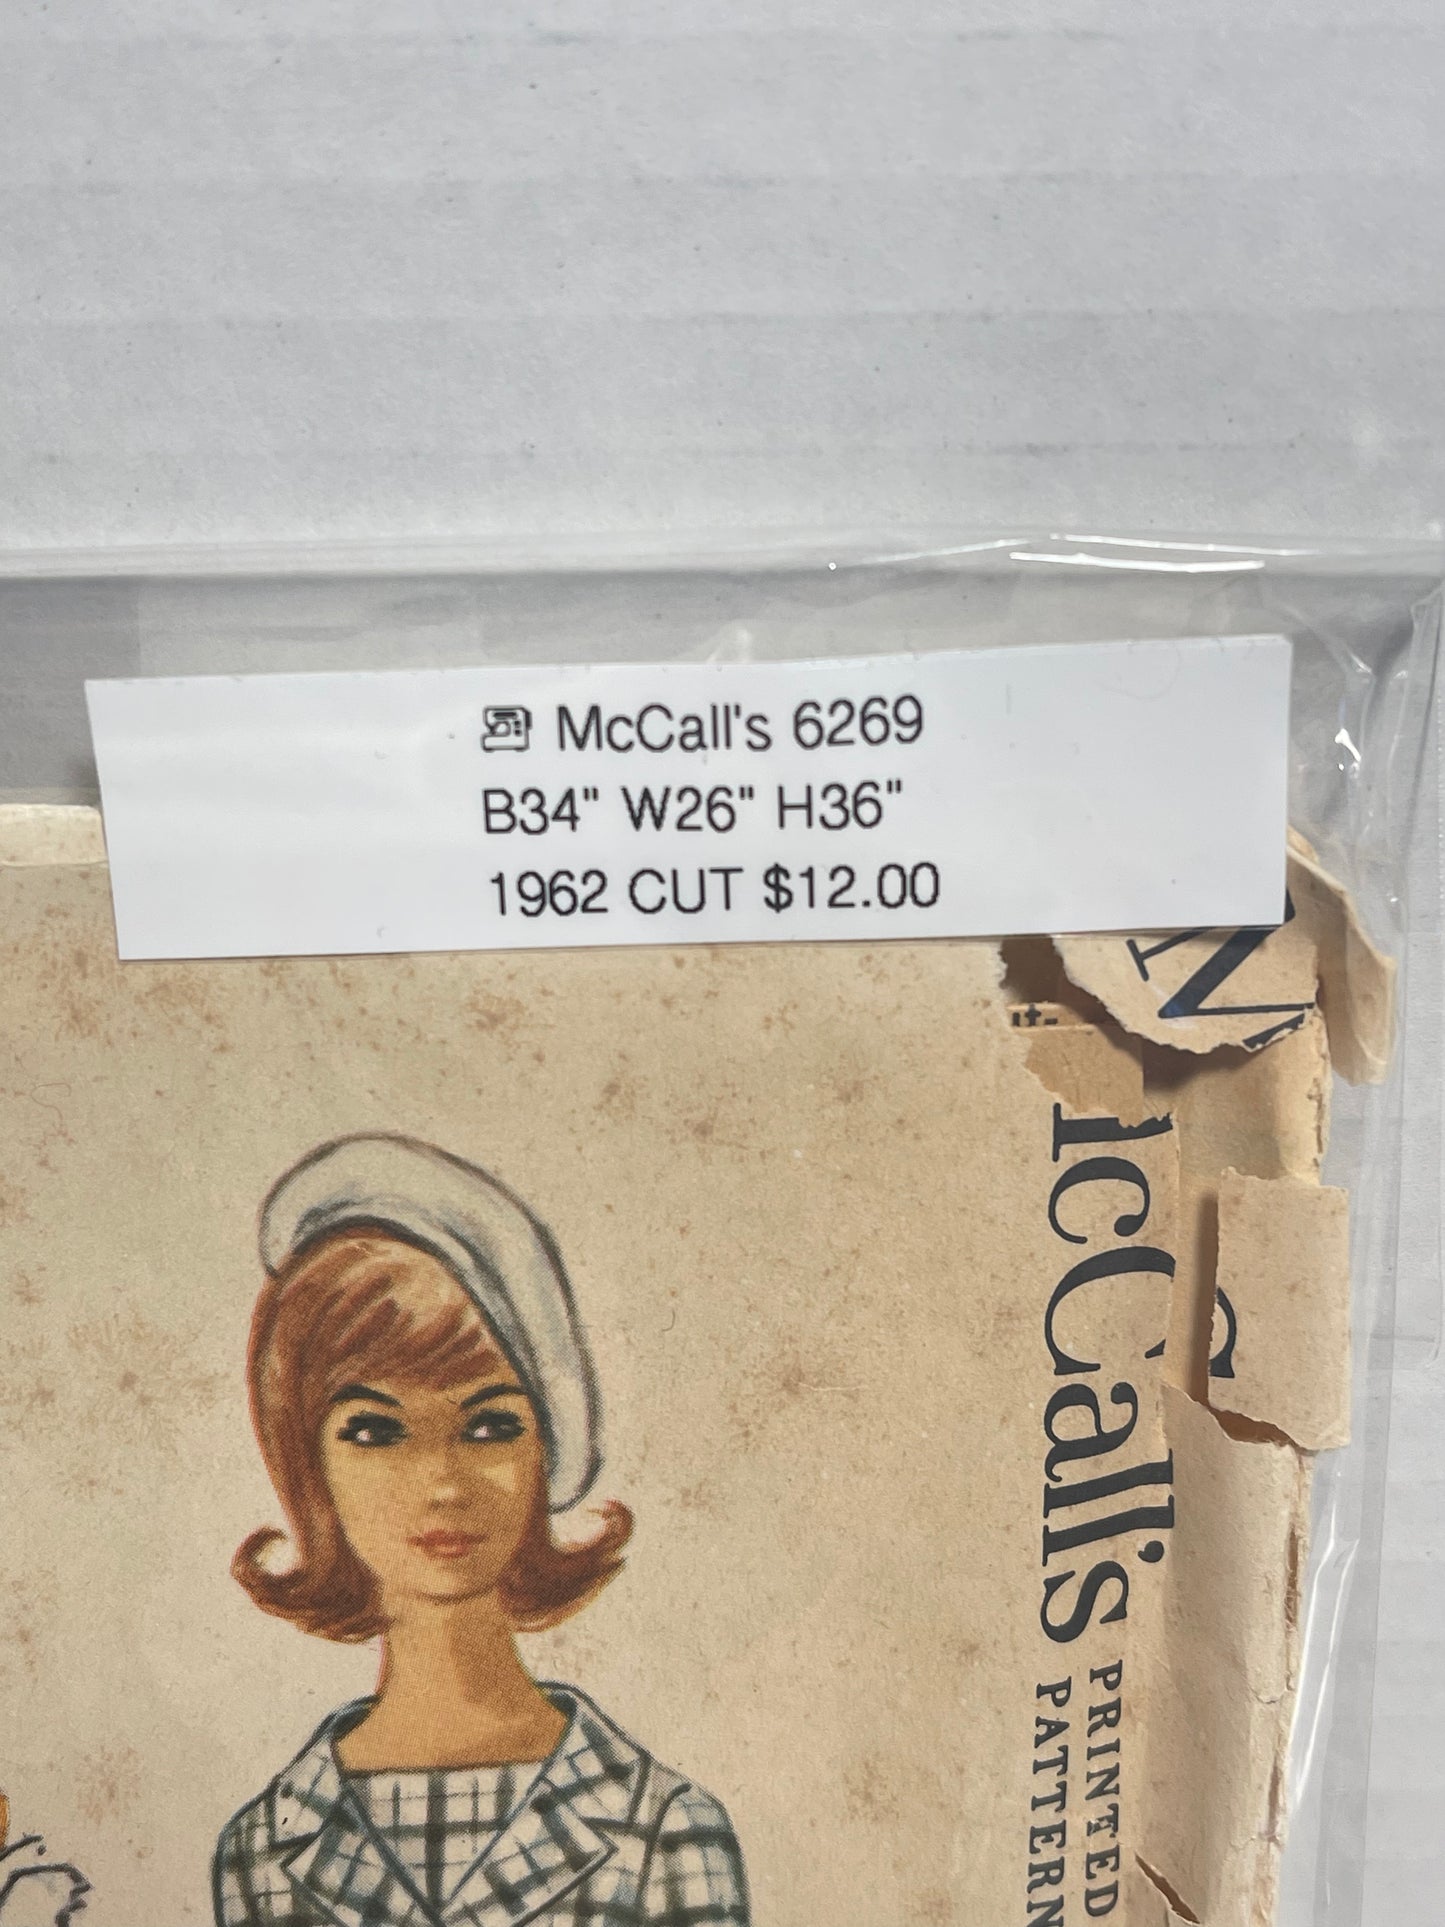 McCall's 6269
B34" W26" H36"
1962 CUT $12.00
McCall's
PRINTED
PATTERN